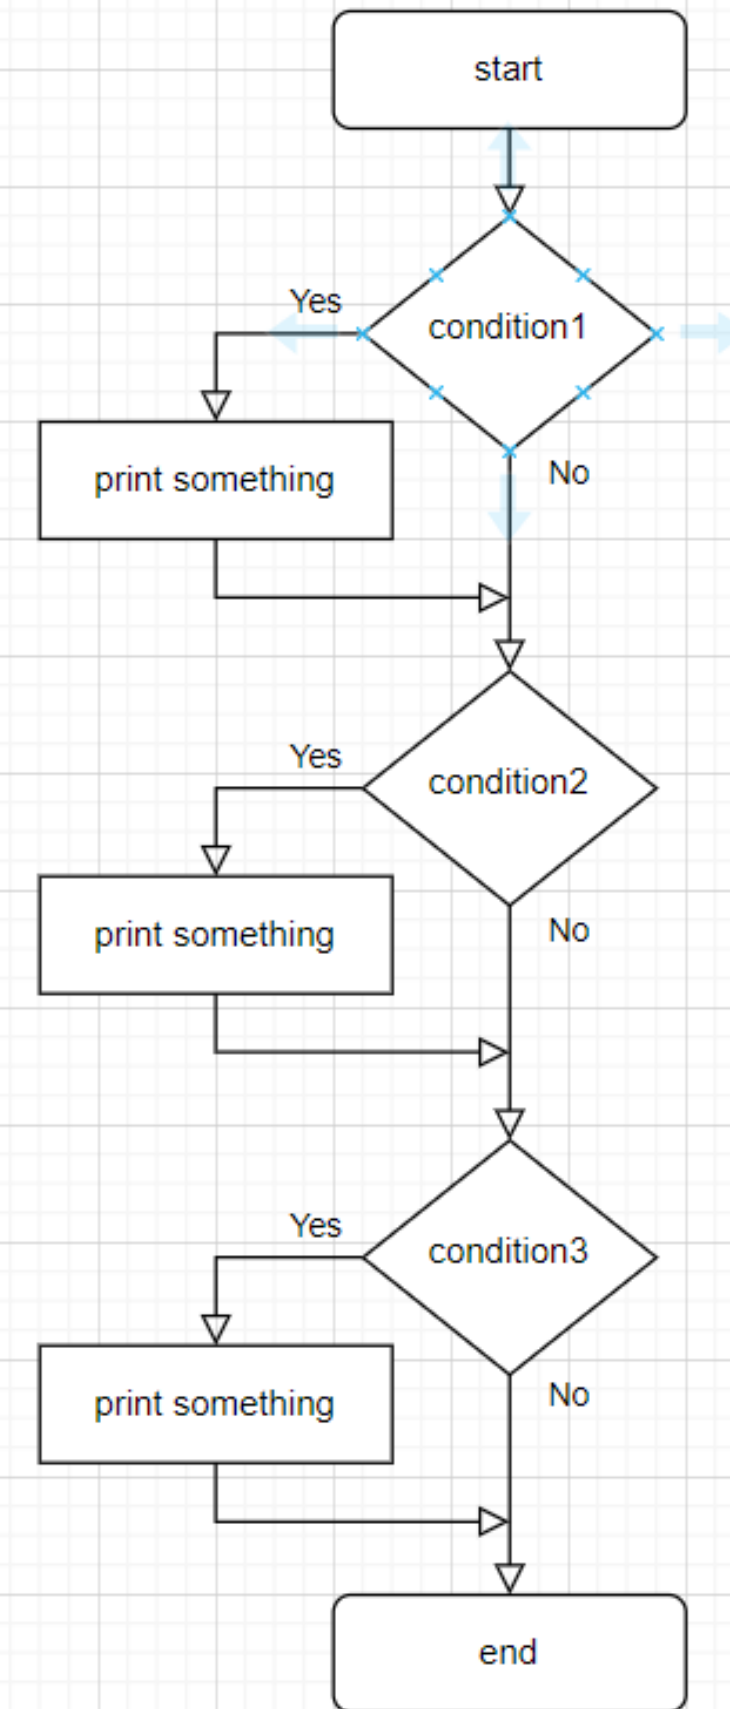 start
Yes
condition1
print something
No
Yes
condition2
print something
No
Yes
condition3
print something
No
end